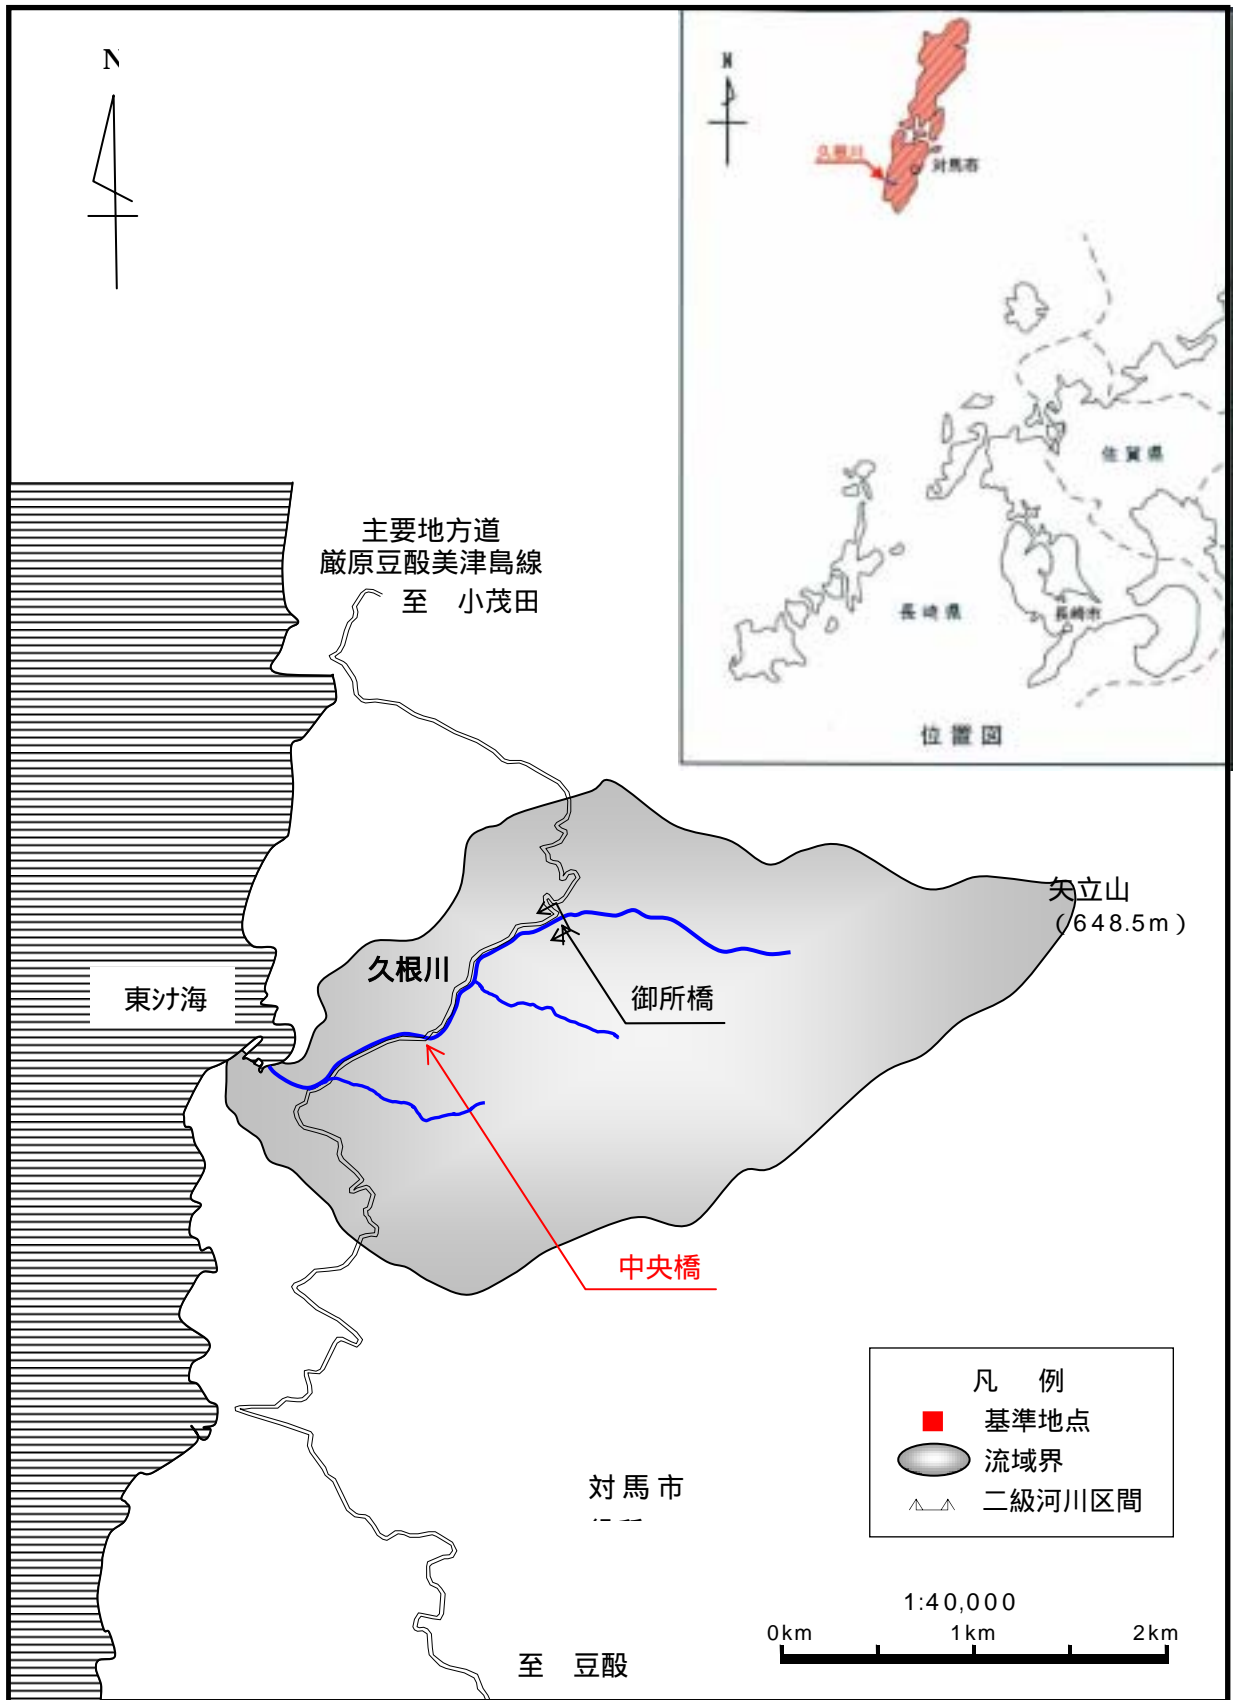 N
N
久根川
対馬市
佐賀県
長崎県
長崎市
位置図
主要地方道
厳原豆酘美津島線
至 小茂田
矢立山
(648.5m)
久根川
東シナ海
御所橋
中央橋
凡 例
基準地点
流域界
二級河川区間
対馬市
1:40,000
0km 1km 2km
至 豆酘